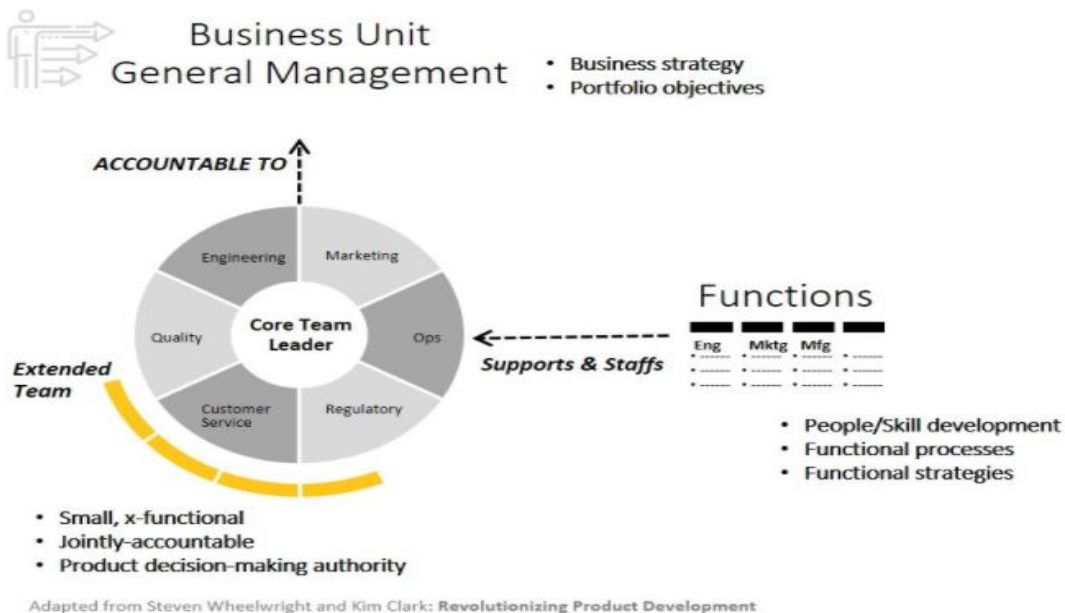 Business Unit
General Management
• Business strategy
• Portfolio objectives
ACCOUNTABLE TO
Engineering
Marketing
Quality
Core Team
Leader
Ops
Customer
Service
Regulatory
Extended
Team
Supports & Staffs
Functions
Eng Mktg Mfg
• People/Skill development
• Functional processes
• Functional strategies
• Small, x-functional
• Jointly-accountable
• Product decision-making authority
Adapted from Steven Wheelwright and Kim Clark: Revolutionizing Product Development